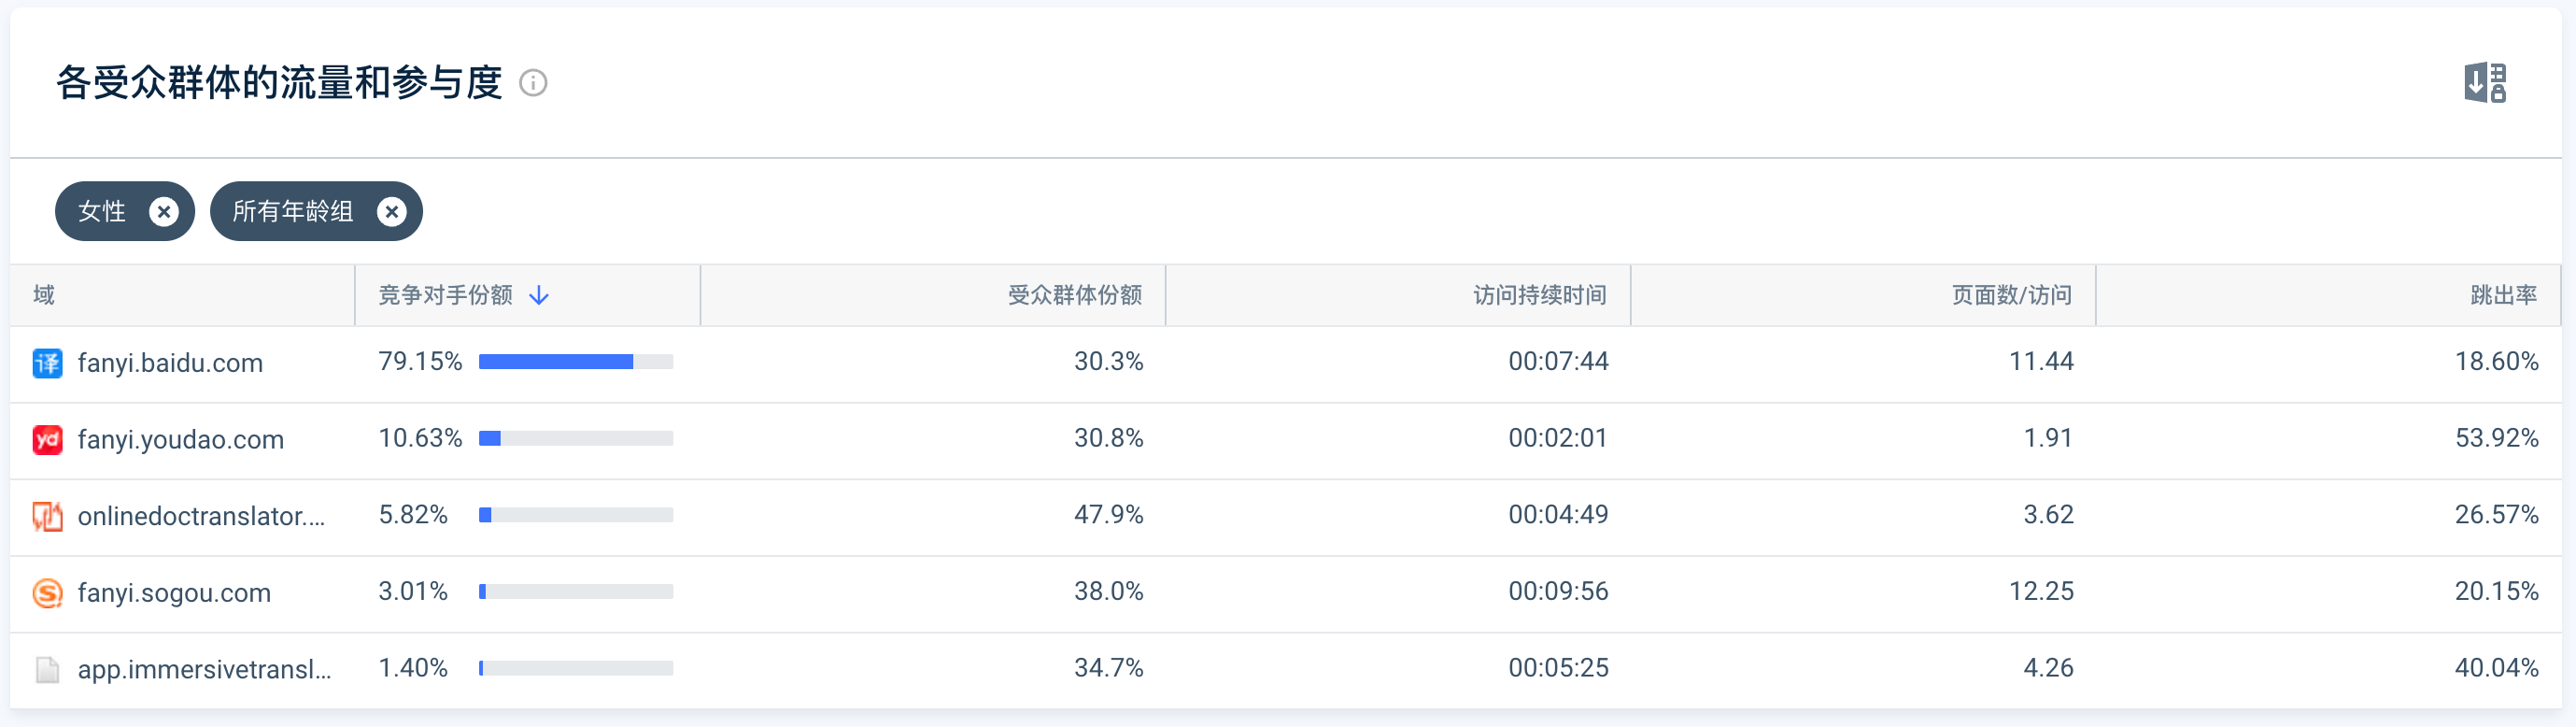 各受众群体的流量和参与度
女性 所有年龄组
域 竞争对手份额 受众群体份额 访问持续时间 页面数/访问 跳出率
译 fanyi.baidu.com 79.15% 30.3% 00:07:44 11.44 18.60%
yd fanyi.youdao.com 10.63% 30.8% 00:02:01 1.91 53.92%
onlinedoctranslator.... 5.82% 47.9% 00:04:49 3.62 26.57%
S fanyi.sogou.com 3.01% 38.0% 00:09:56 12.25 20.15%
app.immersivetransl... 1.40% 34.7% 00:05:25 4.26 40.04%